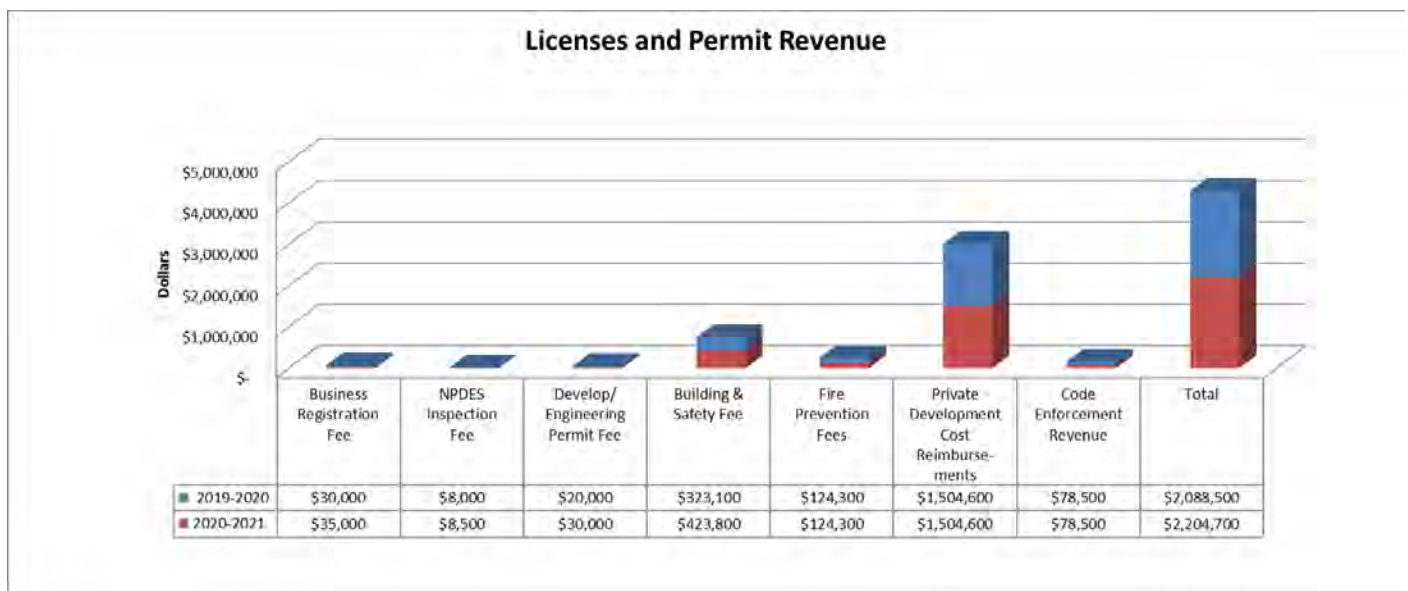 Licenses and Permit Revenue
Dollars
$5,000,000
$4,000,000
$3,000,000
$2,000,000
$1,000,000
$-
Business Registration Fee
NPDES Inspection Fee
Develop/ Engineering Permit Fee
Building & Safety Fee
Fire Prevention Fees
Private Development Cost Reimburse-ments
Code Enforcement Revenue
Total
2019-2020 $30,000 $8,000 $20,000 $323,100 $124,300 $1,504,600 $78,500 $2,088,500
2020-2021 $35,000 $8,500 $30,000 $423,800 $124,300 $1,504,600 $78,500 $2,204,700